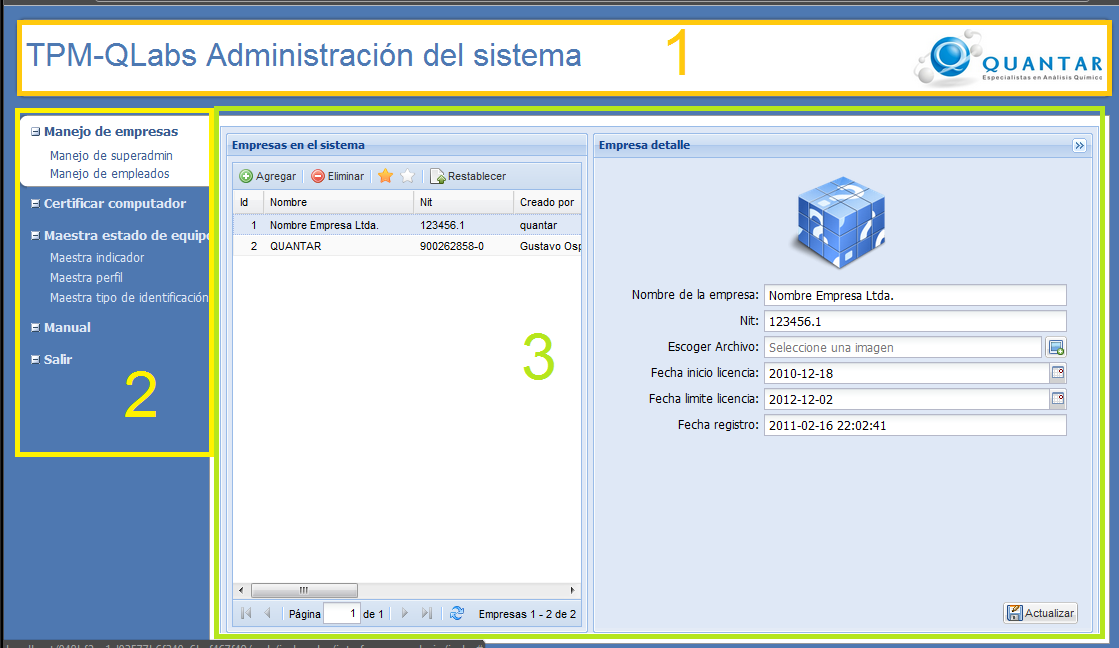 TPM-QLabs Administración del sistema
1
QUANTAR
Especialistas en Análisis Químico
Manejo de empresas
Manejo de superadmin
Manejo de empleados
Certificar computador
Maestra estado de equipo
Maestra indicador
Maestra perfil
Maestra tipo de identificación
Manual
Salir
2
Empresas en el sistema
Agregar Eliminar Restablecer
Id Nombre Nit Creado por
1 Nombre Empresa Ltda. 123456.1 quantar
2 QUANTAR 900262858-0 Gustavo Osp
3
Página 1 de 1 Empresas 1 - 2 de 2
Empresa detalle
Nombre de la empresa: Nombre Empresa Ltda.
Nit: 123456.1
Escoger Archivo: Seleccione una imagen
Fecha inicio licencia: 2010-12-18
Fecha limite licencia: 2012-12-02
Fecha registro: 2011-02-16 22:02:41
Actualizar